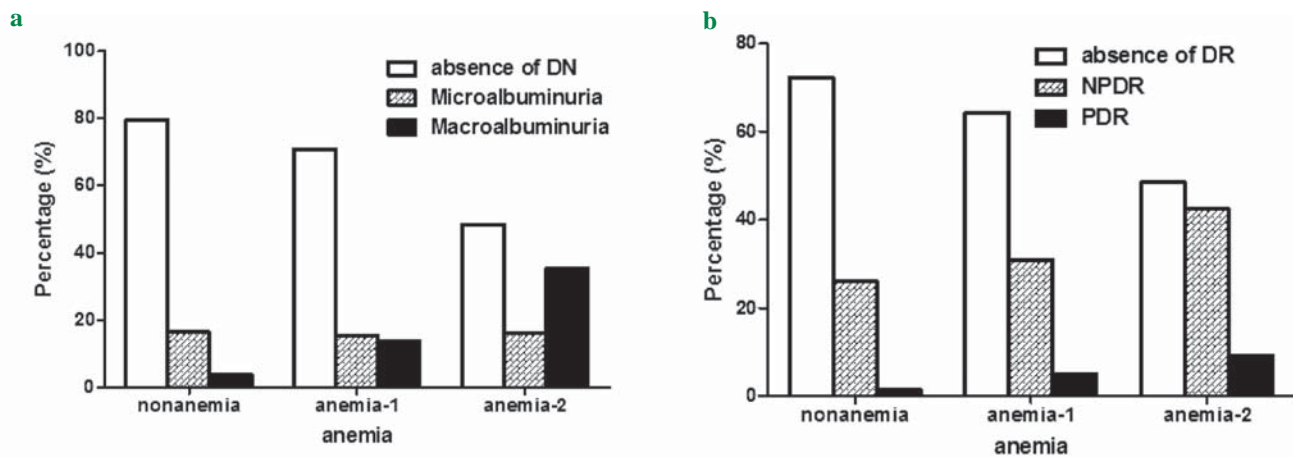 a
100
80
60
40
20
0
Percentage (%)
absence of DN
Microalbuminuria
Macroalbuminuria
nonanemia anemia-1 anemia-2
anemia
b
80
60
40
20
0
Percentage (%)
absence of DR
NPDR
PDR
nonanemia anemia-1 anemia-2
anemia